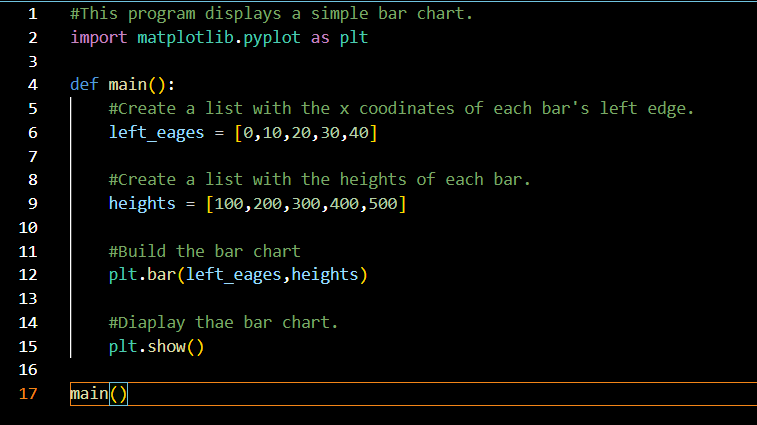 1 #This program displays a simple bar chart.
2 import matplotlib.pyplot as plt
3
4 def main():
5 #Create a list with the x coodinates of each bar's left edge.
6 left_eages = [0,10,20,30,40]
7
8 #Create a list with the heights of each bar.
9 heights = [100,200,300,400,500]
10
11 #Build the bar chart
12 plt.bar(left_eages,heights)
13
14 #Diaplay thae bar chart.
15 plt.show()
16
17 main()